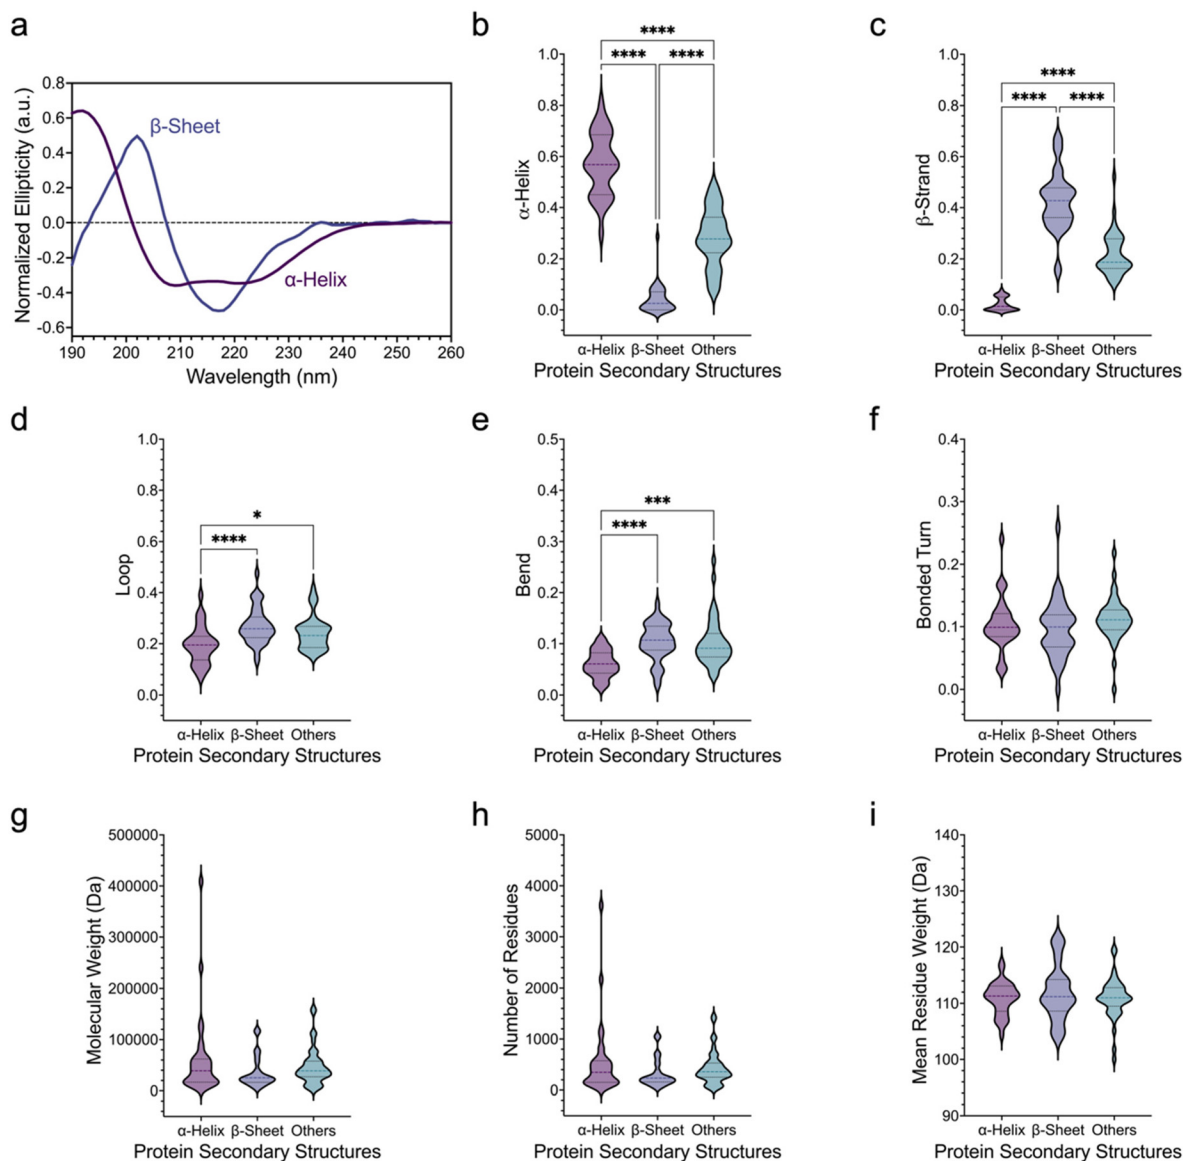 a
Normalized Ellipticity (a.u.)
0.8
0.6
0.4
0.2
0.0
-0.2
-0.4
-0.6
β-Sheet
α-Helix
190 200 210 220 230 240 250 260
Wavelength (nm)
b
α-Helix
1.0
0.8
0.6
0.4
0.2
0.0
****
**** ****
α-Helix β-Sheet Others
Protein Secondary Structures
c
β-Strand
1.0
0.8
0.6
0.4
0.2
0.0
****
**** ****
α-Helix β-Sheet Others
Protein Secondary Structures
d
Loop
1.0
0.8
0.6
0.4
0.2
0.0
*
****
α-Helix β-Sheet Others
Protein Secondary Structures
e
Bend
0.5
0.4
0.3
0.2
0.1
0.0
***
****
α-Helix β-Sheet Others
Protein Secondary Structures
f
Bonded Turn
0.4
0.3
0.2
0.1
0.0
α-Helix β-Sheet Others
Protein Secondary Structures
g
Molecular Weight (Da)
500000
400000
300000
200000
100000
0
α-Helix β-Sheet Others
Protein Secondary Structures
h
Number of Residues
5000
4000
3000
2000
1000
0
α-Helix β-Sheet Others
Protein Secondary Structures
i
Mean Residue Weight (Da)
140
130
120
110
100
90
α-Helix β-Sheet Others
Protein Secondary Structures